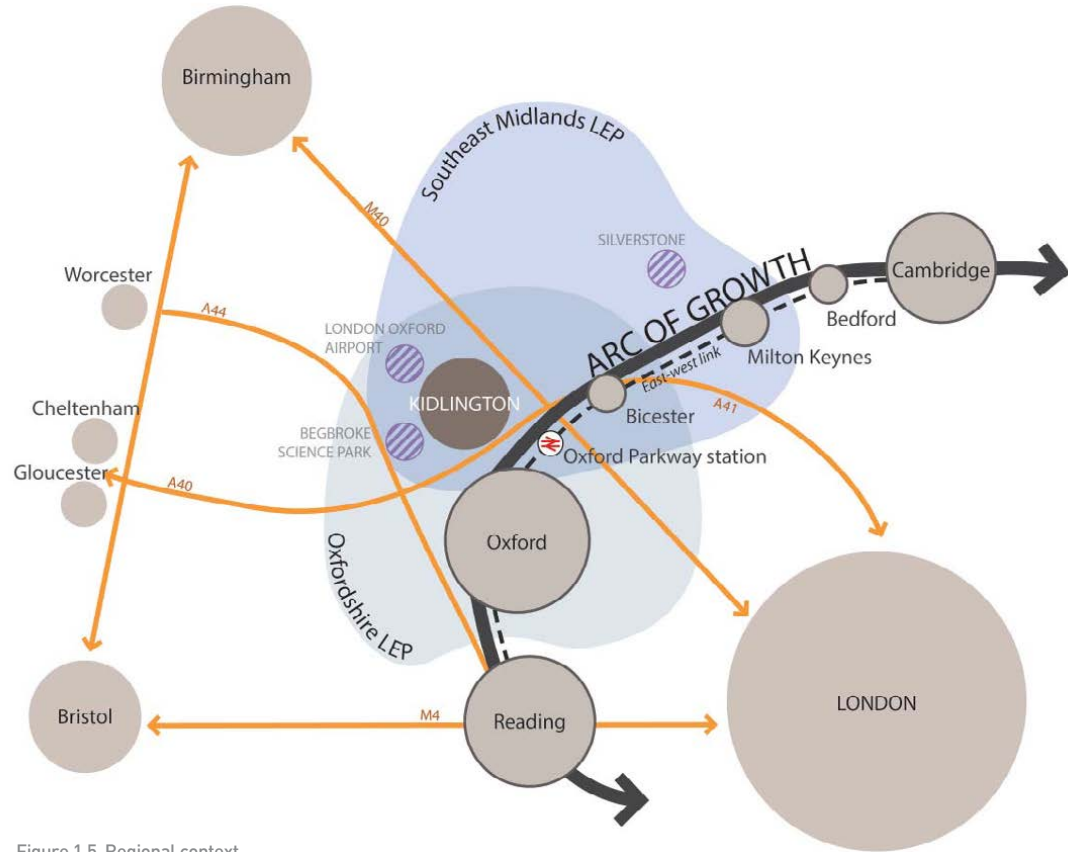 Birmingham
Southeast Midlands LEP
M40
SILVERSTONE
Worcester
A44
LONDON OXFORD
AIRPORT
ARC OF GROWTH
Cambridge
Bedford
Milton Keynes
East-west link
KIDLINGTON
Bicester
A41
Cheltenham
BEGBROKE
SCIENCE PARK
Oxford Parkway station
Gloucester
A40
Oxford
Oxfordshire LEP
Bristol
M4
Reading
LONDON
Figure 1.5 Regional context